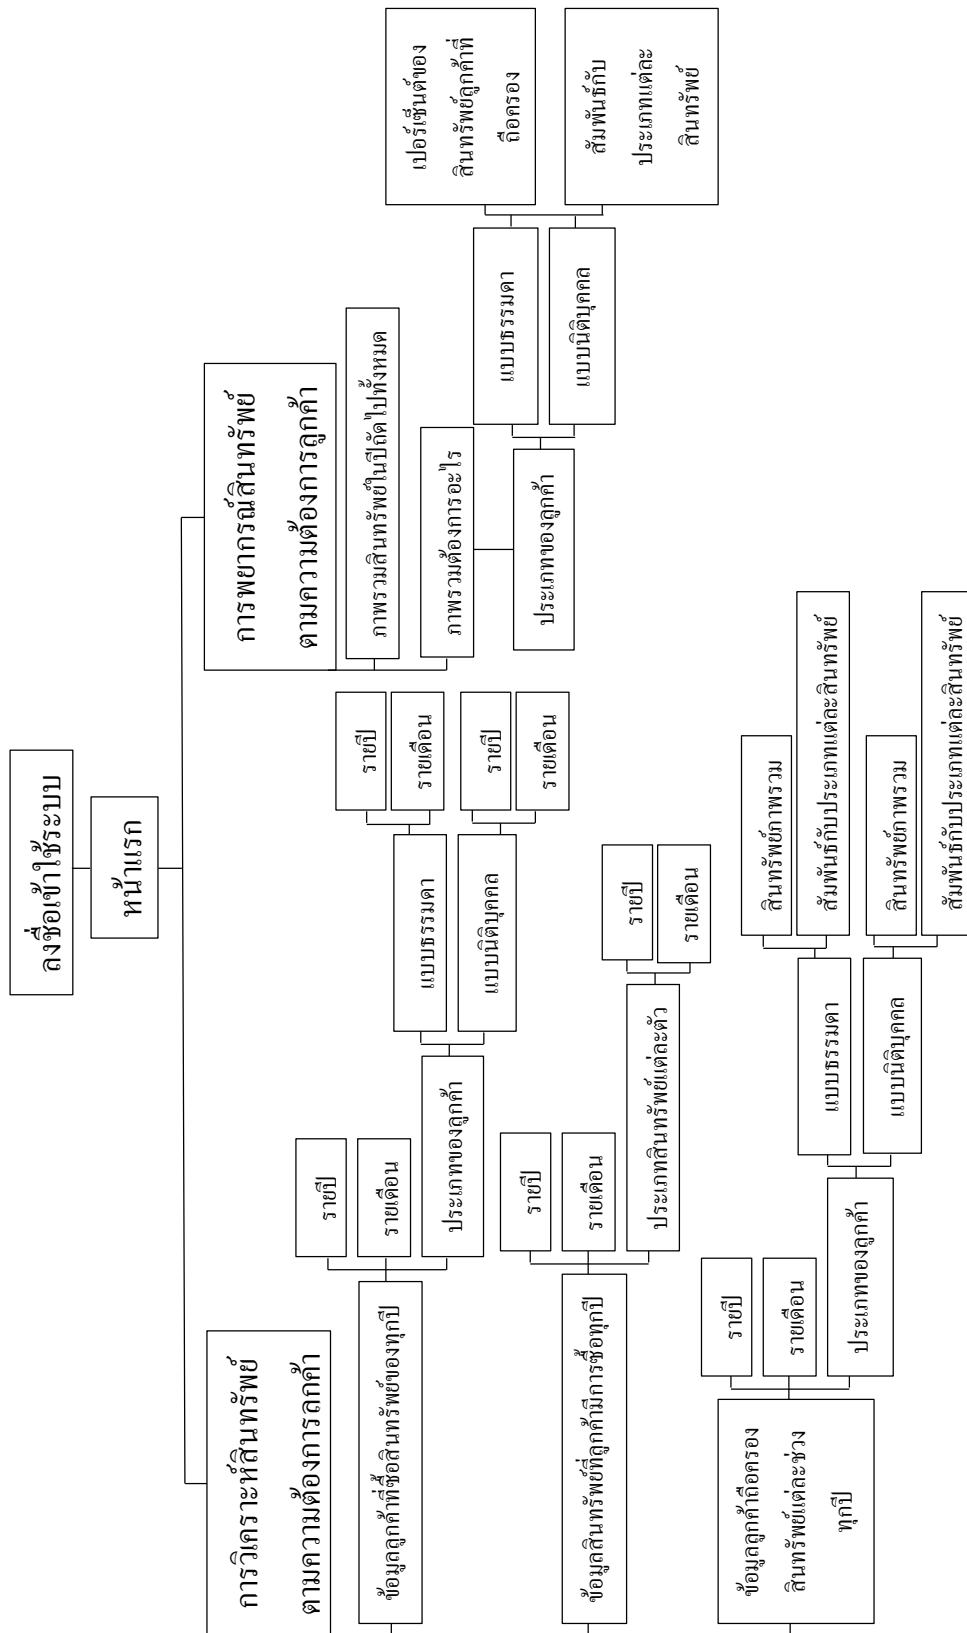 ลงชื่อเข้าใช้ระบบ
หน้าแรก
การวิเคราะห์สินทรัพย์
ตามความต้องการลูกค้า
ข้อมูลลูกค้าที่ซื้อสินทรัพย์ของทุกปี
รายปี
รายเดือน
ประเภทของลูกค้า
แบบธรรมดา
รายปี
รายเดือน
แบบนิติบุคคล
รายปี
รายเดือน
ข้อมูลสินทรัพย์ที่ลูกค้ามีการซื้อทุกปี
รายปี
รายเดือน
ประเภทสินทรัพย์แต่ละตัว
รายปี
รายเดือน
ข้อมูลลูกค้าถือครอง
สินทรัพย์แต่ละช่วง
ทุกปี
รายปี
รายเดือน
ประเภทของลูกค้า
แบบธรรมดา
สินทรัพย์ภาพรวม
สัมพันธ์กับประเภทแต่ละสินทรัพย์
แบบนิติบุคคล
สินทรัพย์ภาพรวม
สัมพันธ์กับประเภทแต่ละสินทรัพย์
การพยากรณ์สินทรัพย์
ตามความต้องการลูกค้า
ภาพรวมสินทรัพย์ในปีถัดไปทั้งหมด
ภาพรวมต้องการอะไร
ประเภทของลูกค้า
แบบธรรมดา
แบบนิติบุคคล
เปอร์เซ็นต์ของ
สินทรัพย์ลูกค้าที่
ถือครอง
สัมพันธ์กับ
ประเภทแต่ละ
สินทรัพย์